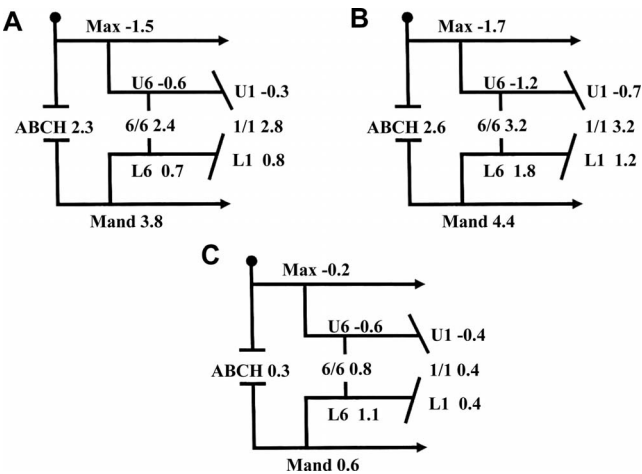 A
Max -1.5
U6 -0.6
U1 -0.3
ABCH 2.3
6/6 2.4
1/1 2.8
L6 0.7
L1 0.8
Mand 3.8
B
Max -1.7
U6 -1.2
U1 -0.7
ABCH 2.6
6/6 3.2
1/1 3.2
L6 1.8
L1 1.2
Mand 4.4
C
Max -0.2
U6 -0.6
U1 -0.4
ABCH 0.3
6/6 0.8
1/1 0.4
L6 1.1
L1 0.4
Mand 0.6